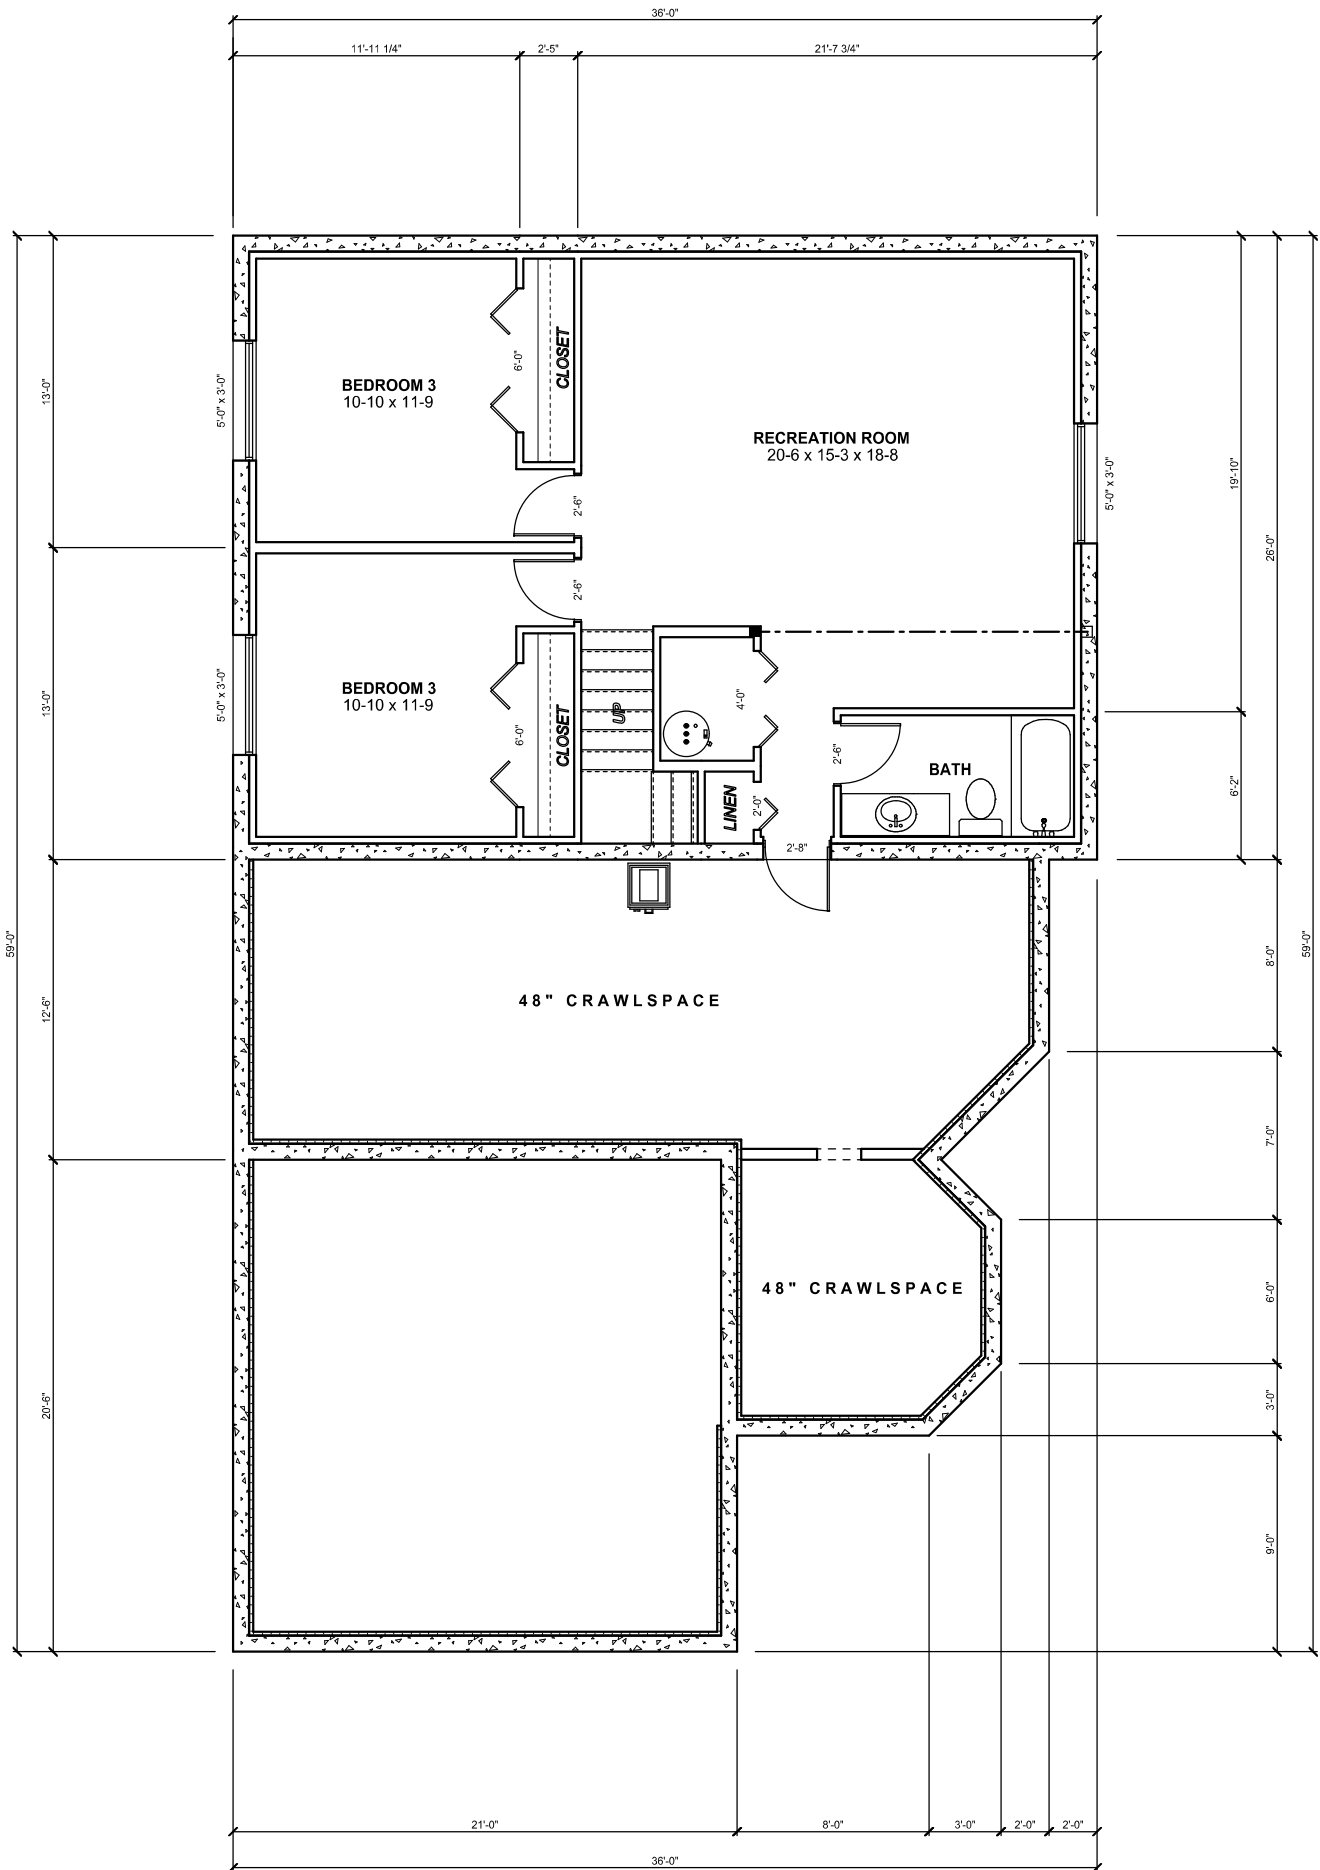 36'-0"
11'-11 1/4"
2'-5"
21'-7 3/4"
BEDROOM 3
10-10 x 11-9
6'-0"
CLOSET
5'-0" x 3'-0"
13'-0"
RECREATION ROOM
20-6 x 15-3 x 18-8
5'-0" x 3'-0"
19'-10"
26'-0"
2'-6"
2'-6"
BEDROOM 3
10-10 x 11-9
6'-0"
CLOSET
5'-0" x 3'-0"
13'-0"
UP
4'-0"
2'-6"
BATH
LINEN
2'-0"
2'-8"
6'-2"
59'-0"
59'-0"
12'-6"
48" CRAWLSPACE
8'-0"
7'-0"
48" CRAWLSPACE
6'-0"
3'-0"
20'-6"
9'-0"
21'-0"
8'-0"
3'-0"
2'-0"
2'-0"
36'-0"